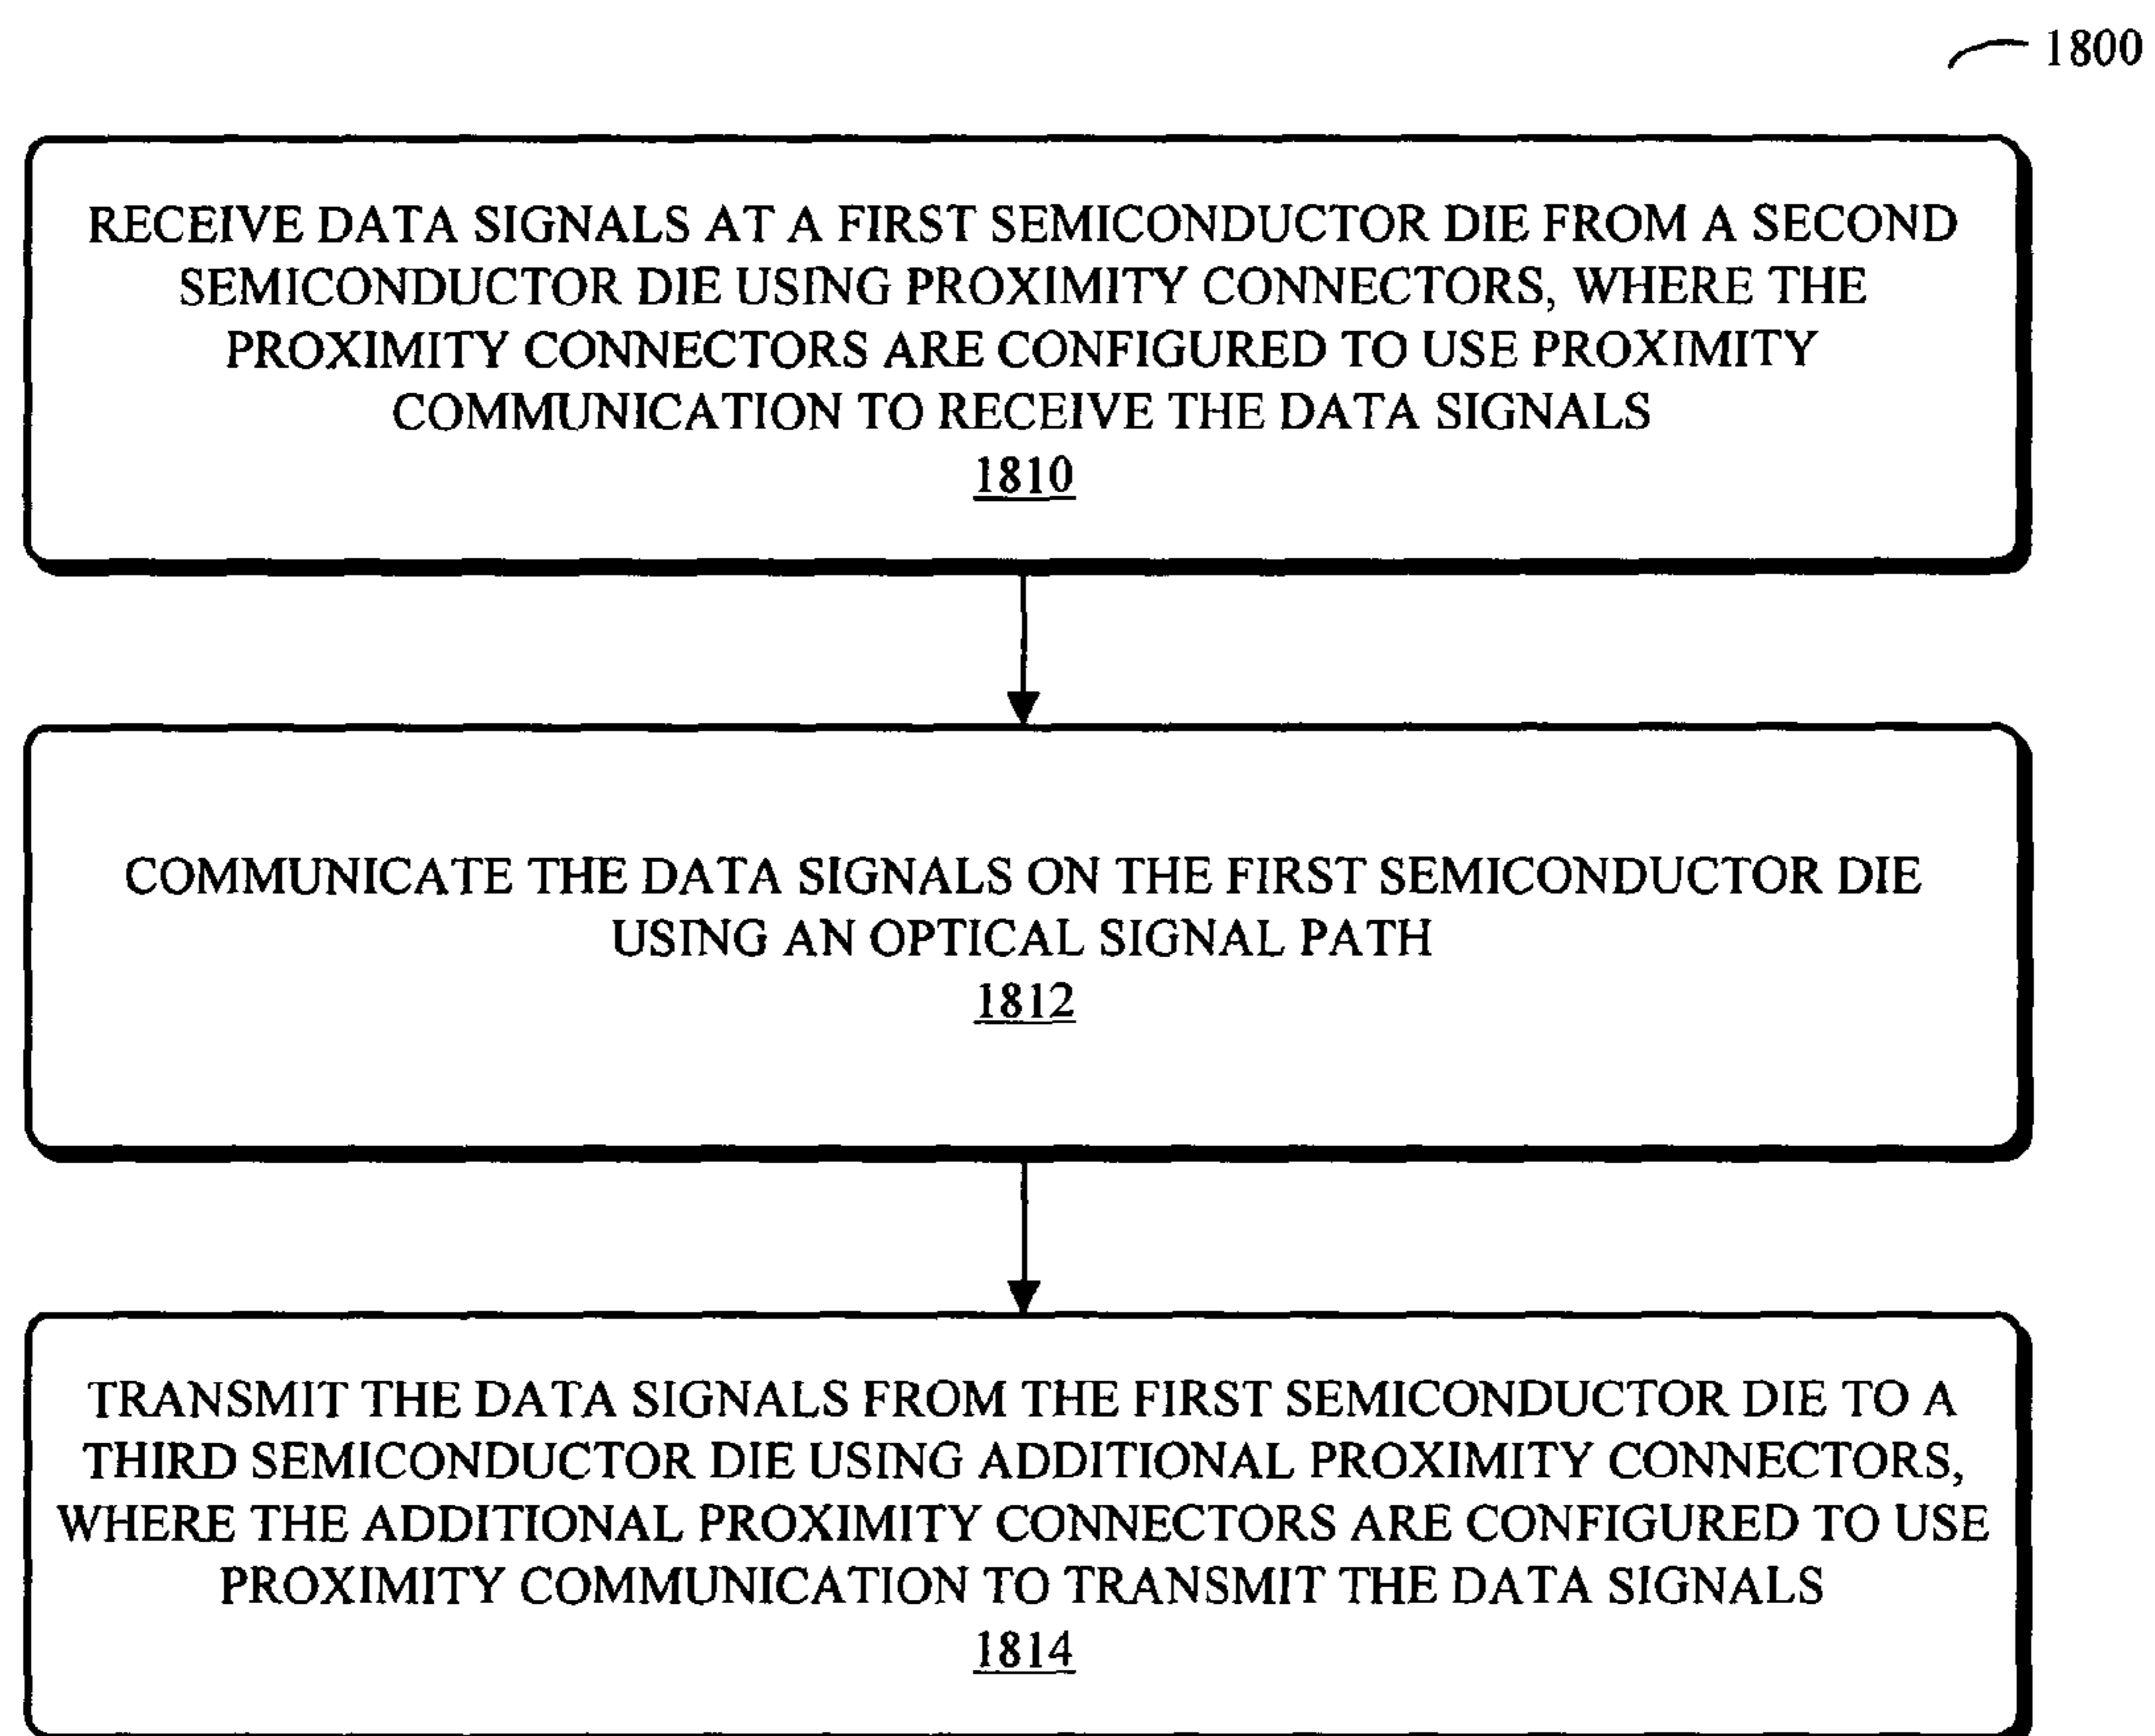 1800
RECEIVE DATA SIGNALS AT A FIRST SEMICONDUCTOR DIE FROM A SECOND
SEMICONDUCTOR DIE USING PROXIMITY CONNECTORS, WHERE THE
PROXIMITY CONNECTORS ARE CONFIGURED TO USE PROXIMITY
COMMUNICATION TO RECEIVE THE DATA SIGNALS
1810
COMMUNICATE THE DATA SIGNALS ON THE FIRST SEMICONDUCTOR DIE
USING AN OPTICAL SIGNAL PATH
1812
TRANSMIT THE DATA SIGNALS FROM THE FIRST SEMICONDUCTOR DIE TO A
THIRD SEMICONDUCTOR DIE USING ADDITIONAL PROXIMITY CONNECTORS,
WHERE THE ADDITIONAL PROXIMITY CONNECTORS ARE CONFIGURED TO USE
PROXIMITY COMMUNICATION TO TRANSMIT THE DATA SIGNALS
1814